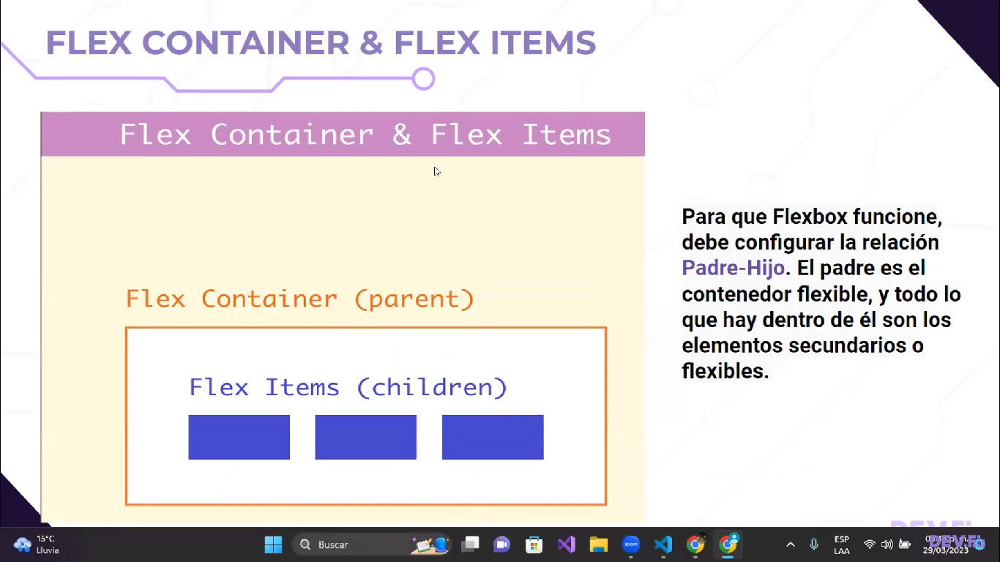 FLEX CONTAINER & FLEX ITEMS
Flex Container & Flex Items
Flex Container (parent)
Flex Items (children)
Para que Flexbox funcione,
debe configurar la relación
Padre-Hijo. El padre es el
contenedor flexible, y todo lo
que hay dentro de él son los
elementos secundarios o
flexibles.
15°C
Lluvia
Buscar
zoom
ESP
LAA
29/03/2023
DEV.F: